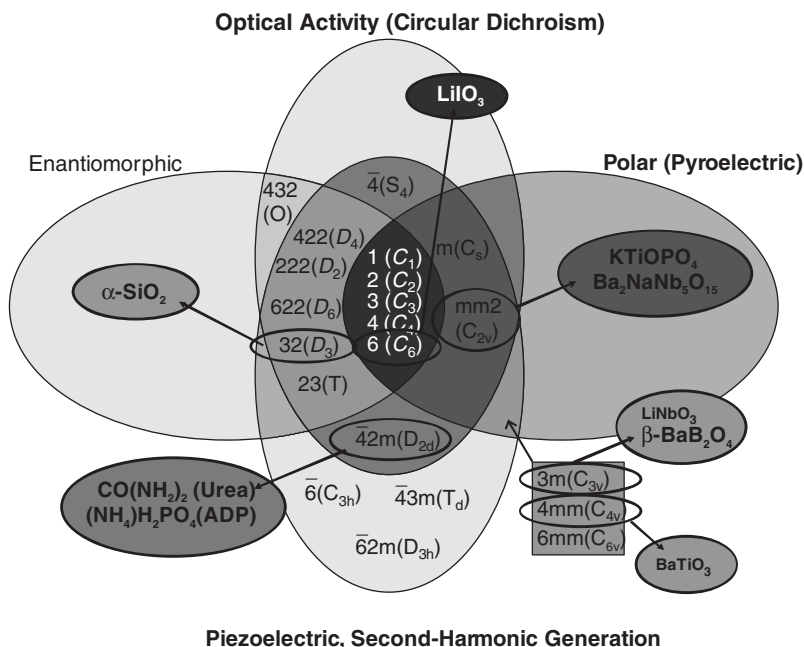 Optical Activity (Circular Dichroism)
LiIO₃
Enantiomorphic
Polar (Pyroelectric)
4̅(S₄)
432
(O)
422(D₄)
222(D₂)
622(D₆)
32(D₃)
23(T)
1 (C₁)
2 (C₂)
3 (C₃)
4 (C₄)
6 (C₆)
m(Cₛ)
mm2
(C₂ᵥ)
KTiOPO₄
Ba₂NaNb₅O₁₅
α-SiO₂
4̅2m(D₂d)
LiNbO₃
β-BaB₂O₄
CO(NH₂)₂ (Urea)
(NH₄)H₂PO₄(ADP)
6̅(C₃ₕ)
4̅3m(T_d)
6̅2m(D₃ₕ)
3m(C₃ᵥ)
4mm(C₄ᵥ)
6mm(C₆ᵥ)
BaTiO₃
Piezoelectric, Second-Harmonic Generation